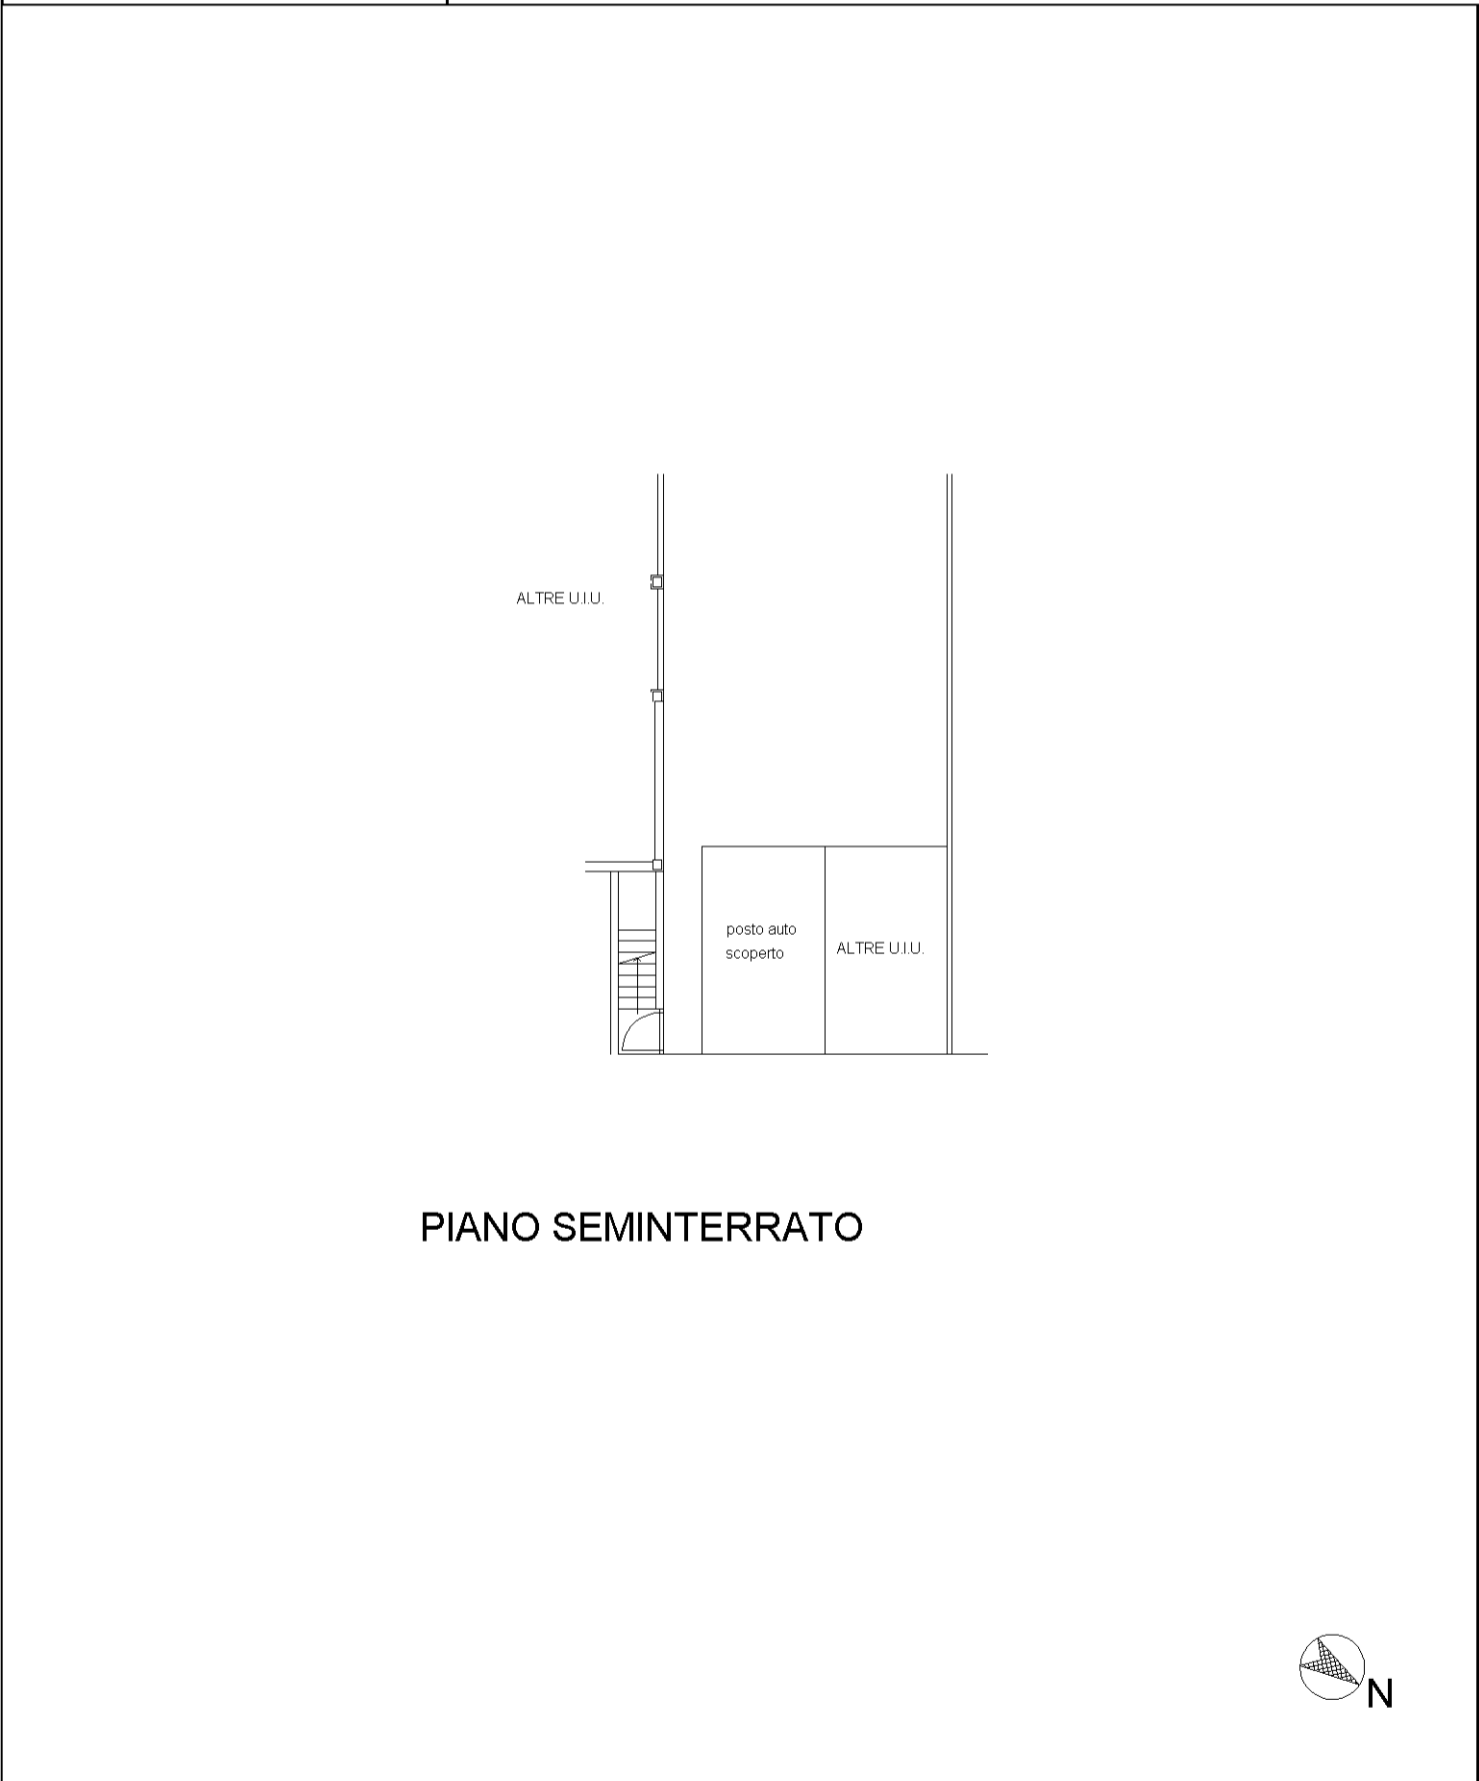 ALTRE U.I.U.
posto auto
scoperto
ALTRE U.I.U.
PIANO SEMINTERRATO
N